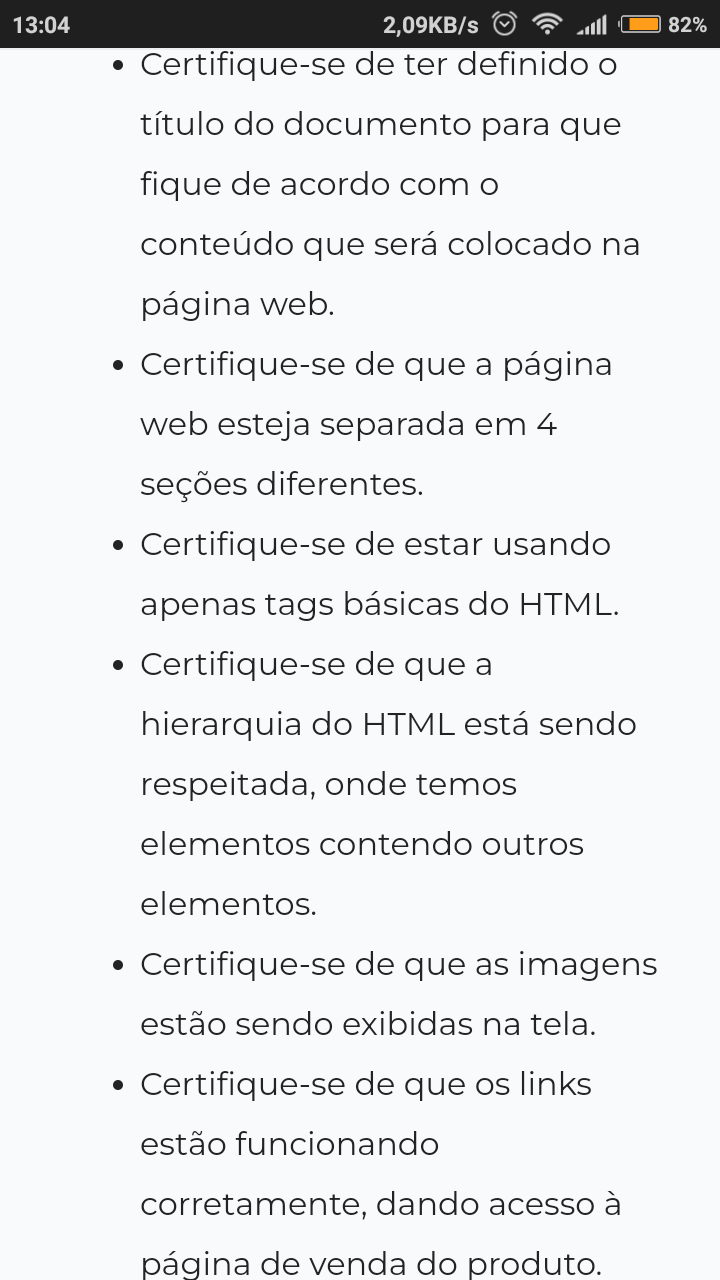 13:04 2,09KB/s 82%
• Certifique-se de ter definido o
título do documento para que
fique de acordo com o
conteúdo que será colocado na
página web.
• Certifique-se de que a página
web esteja separada em 4
seções diferentes.
• Certifique-se de estar usando
apenas tags básicas do HTML.
• Certifique-se de que a
hierarquia do HTML está sendo
respeitada, onde temos
elementos contendo outros
elementos.
• Certifique-se de que as imagens
estão sendo exibidas na tela.
• Certifique-se de que os links
estão funcionando
corretamente, dando acesso à
página de venda do produto.